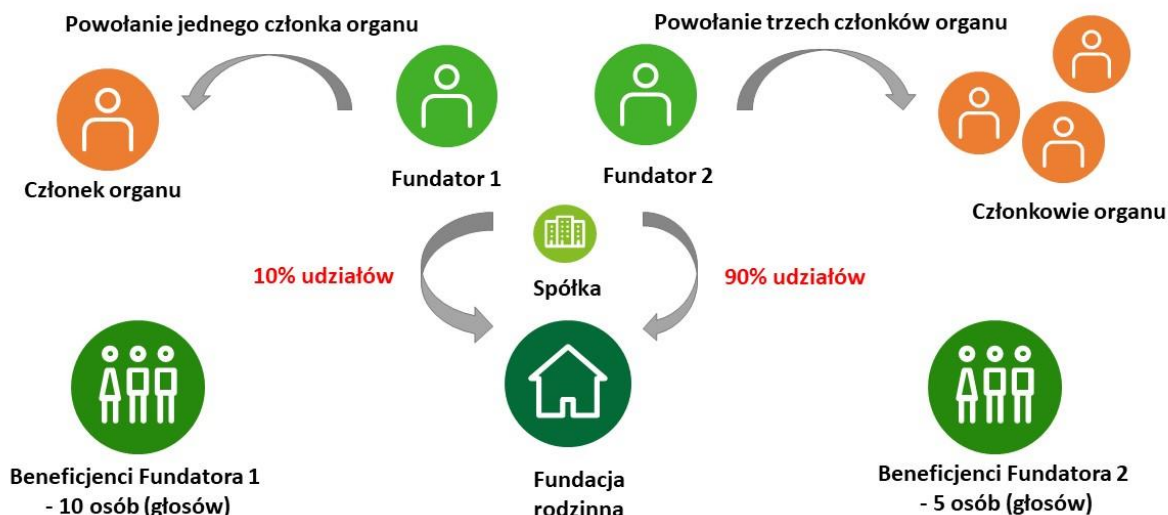 Powołanie jednego członka organu
Powołanie trzech członków organu
Członek organu
Fundator 1
Fundator 2
Członkowie organu
10% udziałów
Spółka
90% udziałów
Beneficjenci Fundatora 1
- 10 osób (głosów)
Fundacja
rodzinna
Beneficjenci Fundatora 2
- 5 osób (głosów)